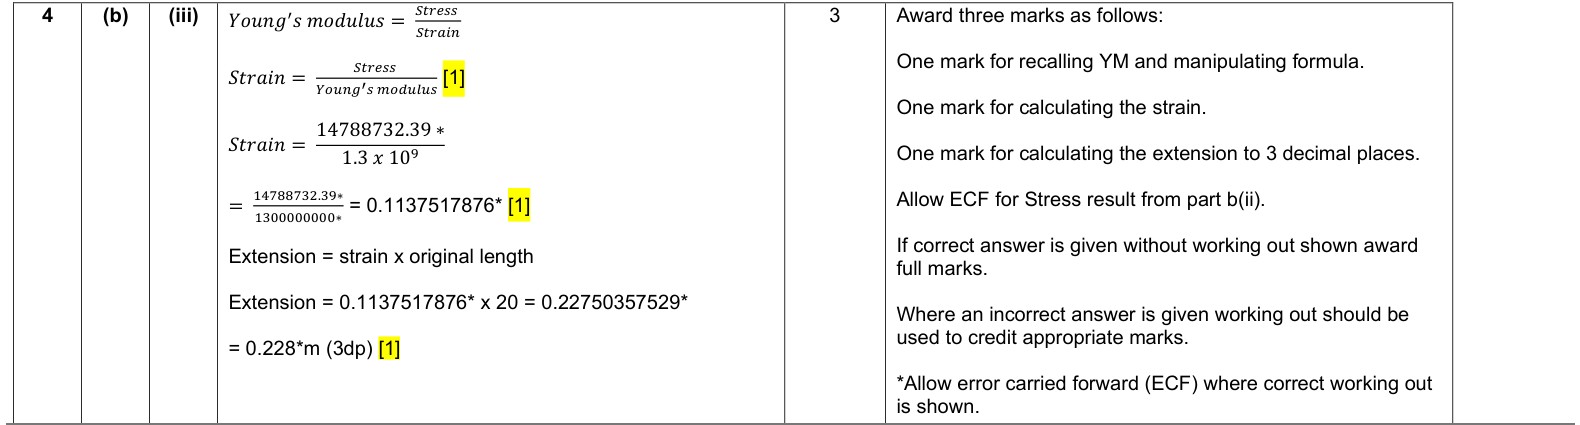 4 (b) (iii) Young's modulus = Stress / Strain 3 Award three marks as follows:
One mark for recalling YM and manipulating formula.
Strain = Stress / Young's modulus [1]
One mark for calculating the strain.
Strain = 14788732.39 * / 1.3 x 10⁹
One mark for calculating the extension to 3 decimal places.
= 14788732.39* / 1300000000* = 0.1137517876* [1]
Allow ECF for Stress result from part b(ii).
Extension = strain x original length
If correct answer is given without working out shown award
full marks.
Extension = 0.1137517876* x 20 = 0.22750357529*
Where an incorrect answer is given working out should be
used to credit appropriate marks.
= 0.228*m (3dp) [1]
*Allow error carried forward (ECF) where correct working out
is shown.